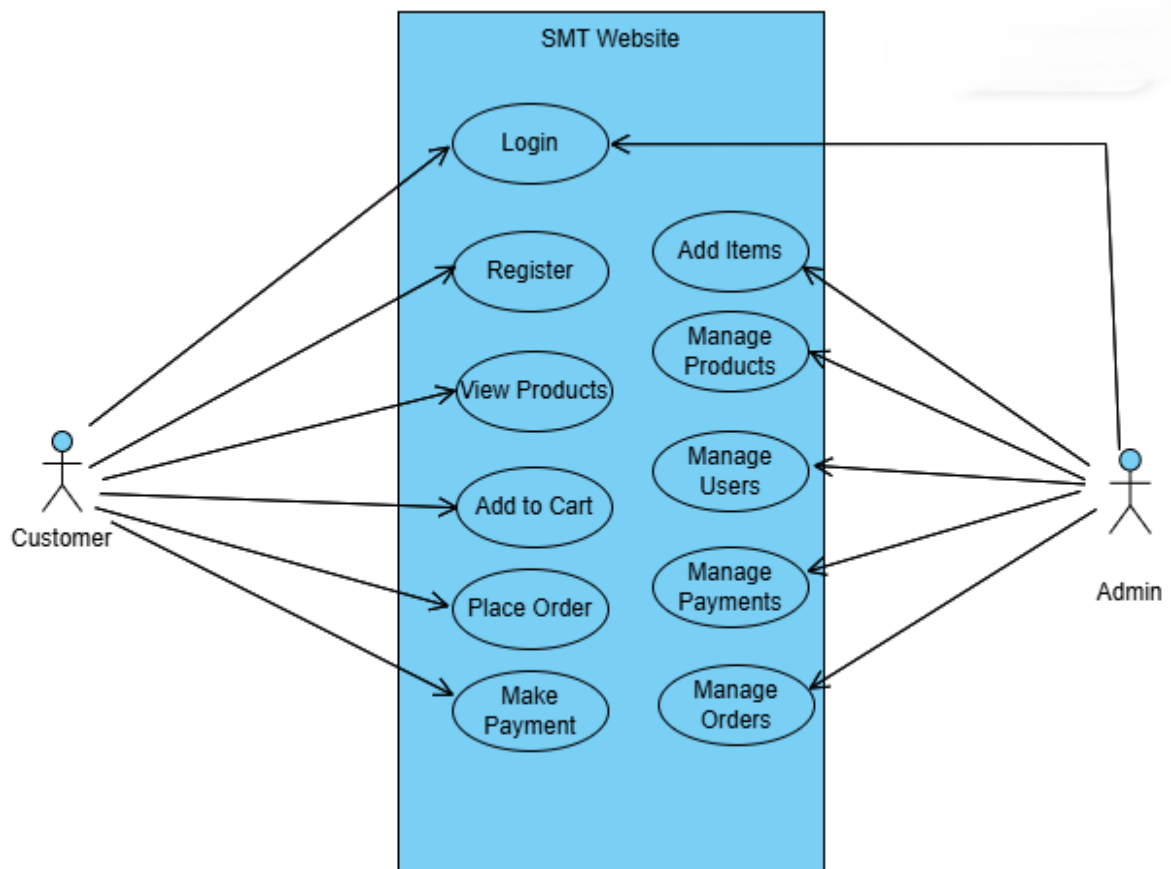 SMT Website
Login
Register
Add Items
Manage
Products
View Products
Manage
Users
Add to Cart
Customer
Manage
Payments
Place Order
Admin
Make
Payment
Manage
Orders